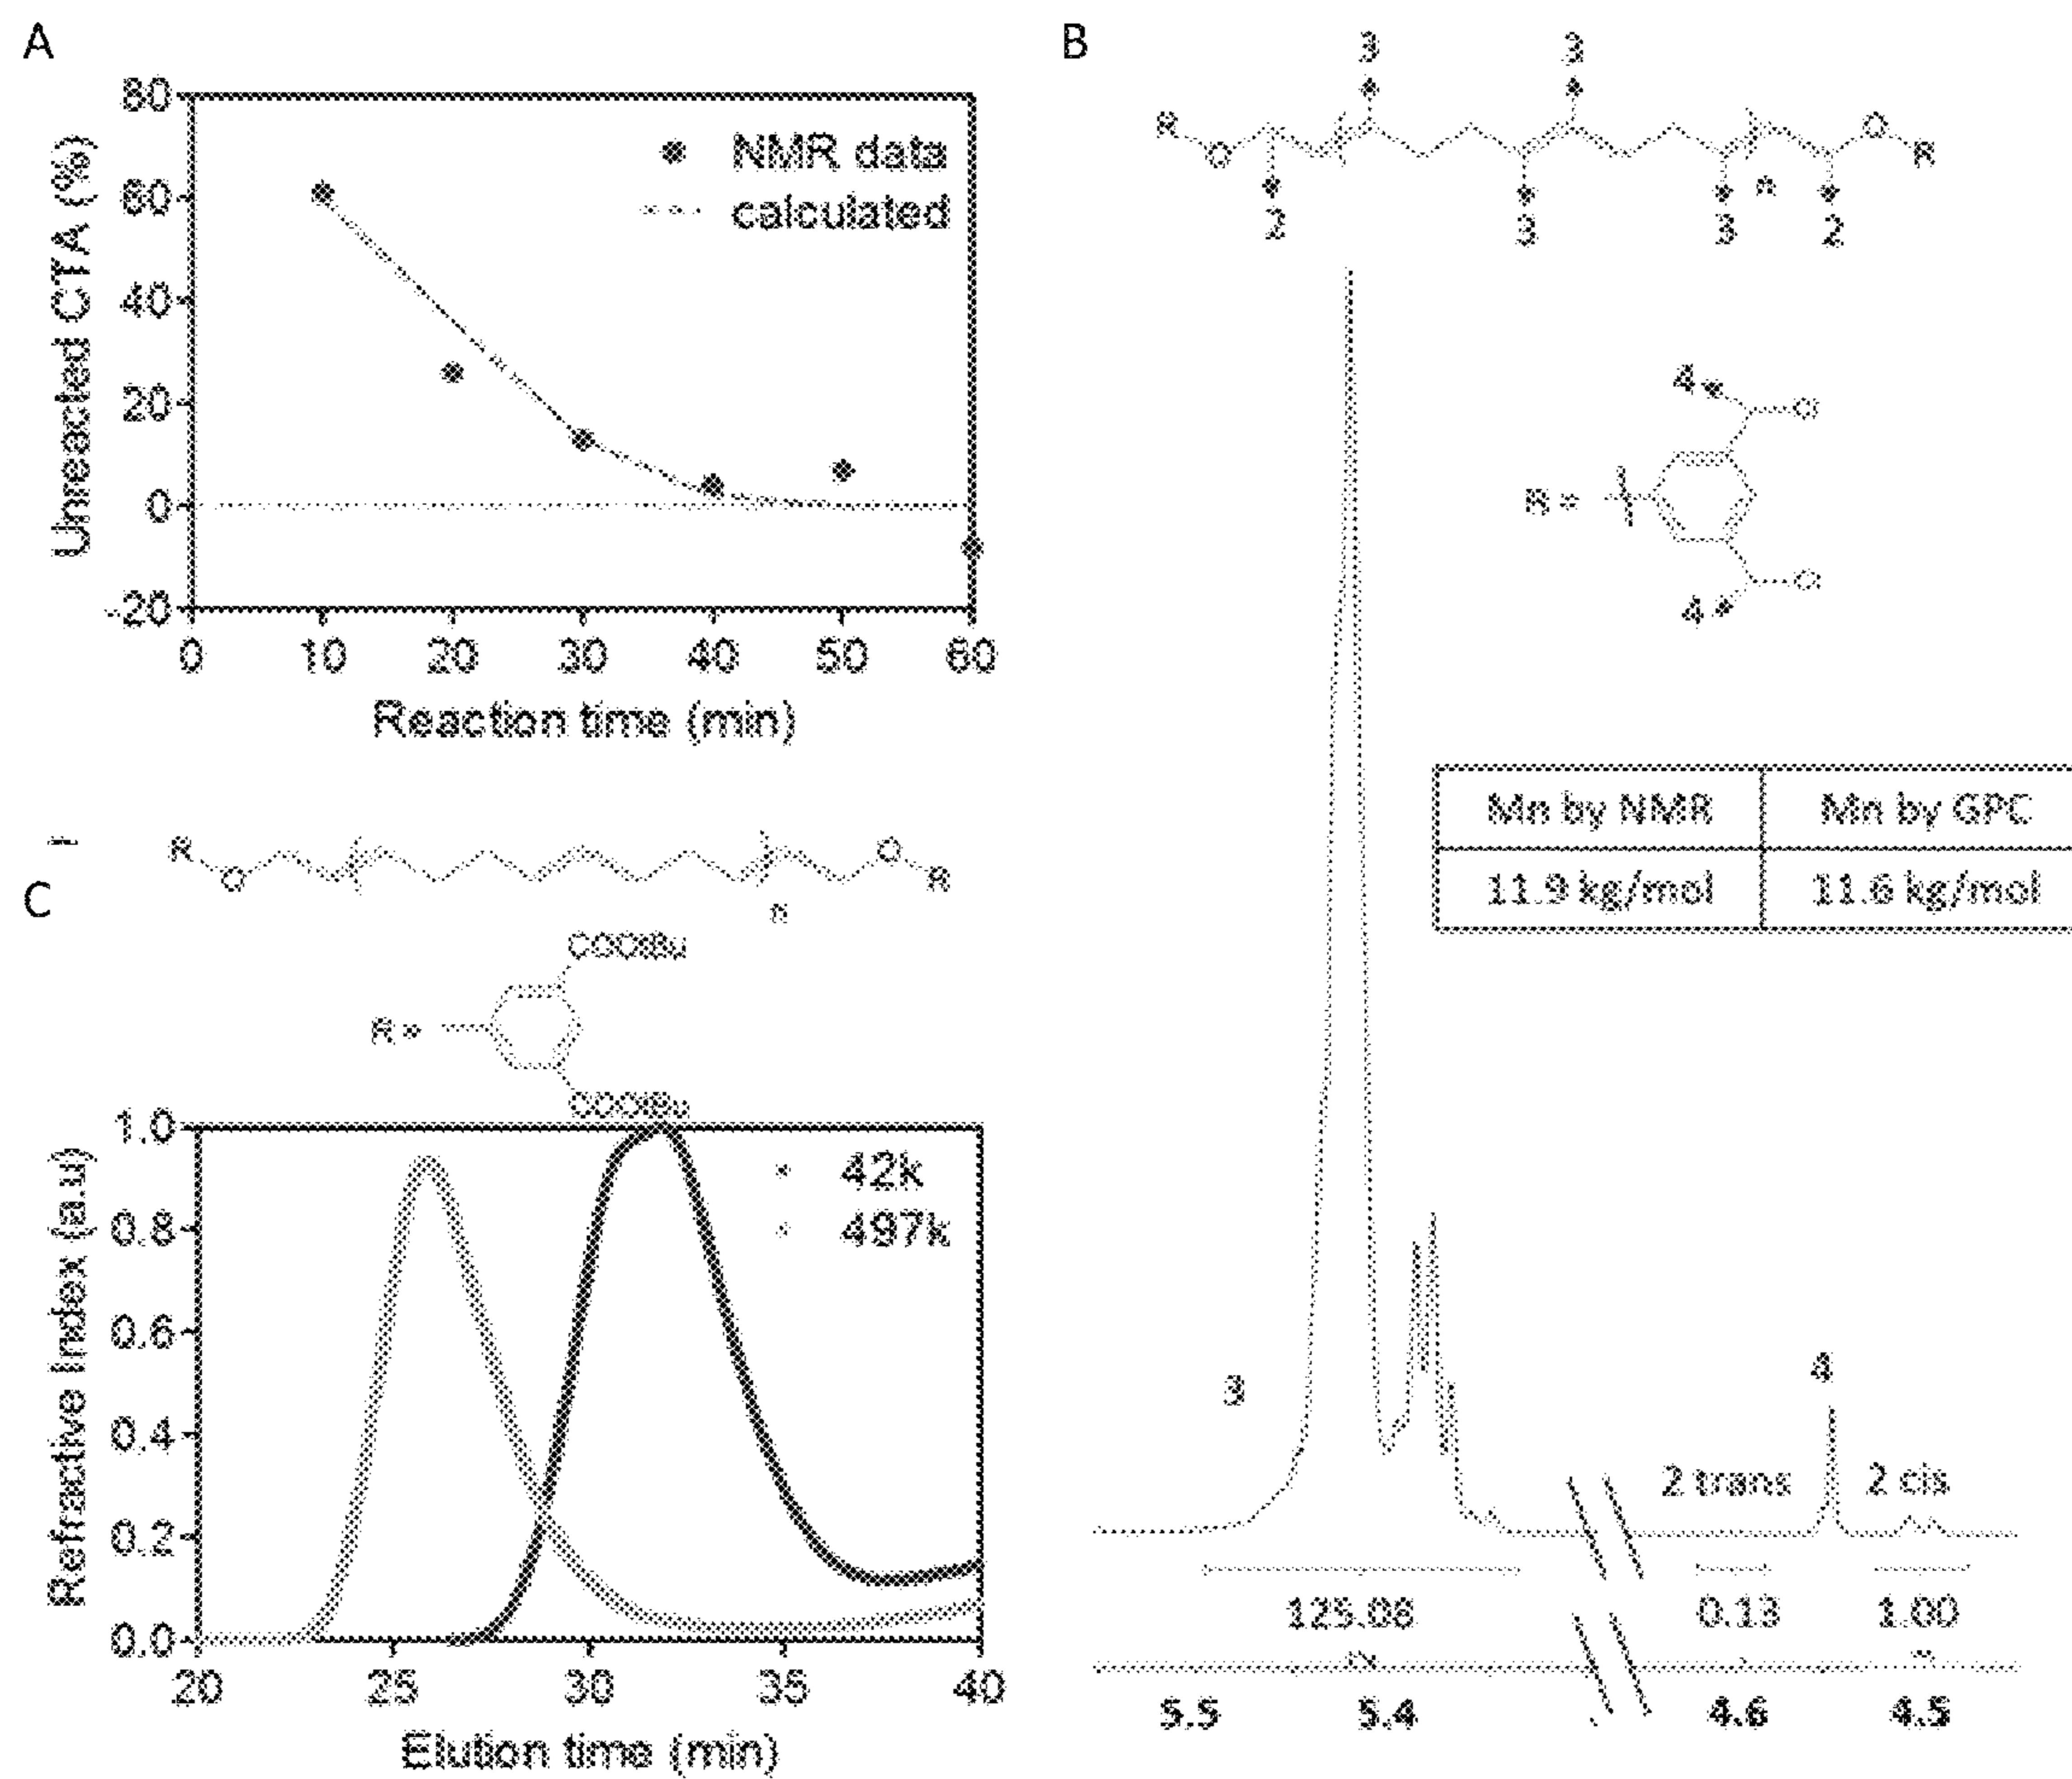 A
80
60
40
20
0
-20
Unreacted CTA (%)
NMR data
calculated
0 10 20 30 40 50 60
Reaction time (min)
B
3 3
R O O R
n
2 3 3 2
4 Cl
R =
4 Cl
Mn by NMR Mn by GPC
11.9 kg/mol 11.6 kg/mol
3
4
2 trans 2 cis
125.06 0.13 1.00
5.5 5.4 4.6 4.5
C
R O O R
n
COOtBu
R =
COOtBu
1.0
0.8
0.6
0.4
0.2
0.0
Refractive Index (a.u)
42k
497k
20 25 30 35 40
Elution time (min)